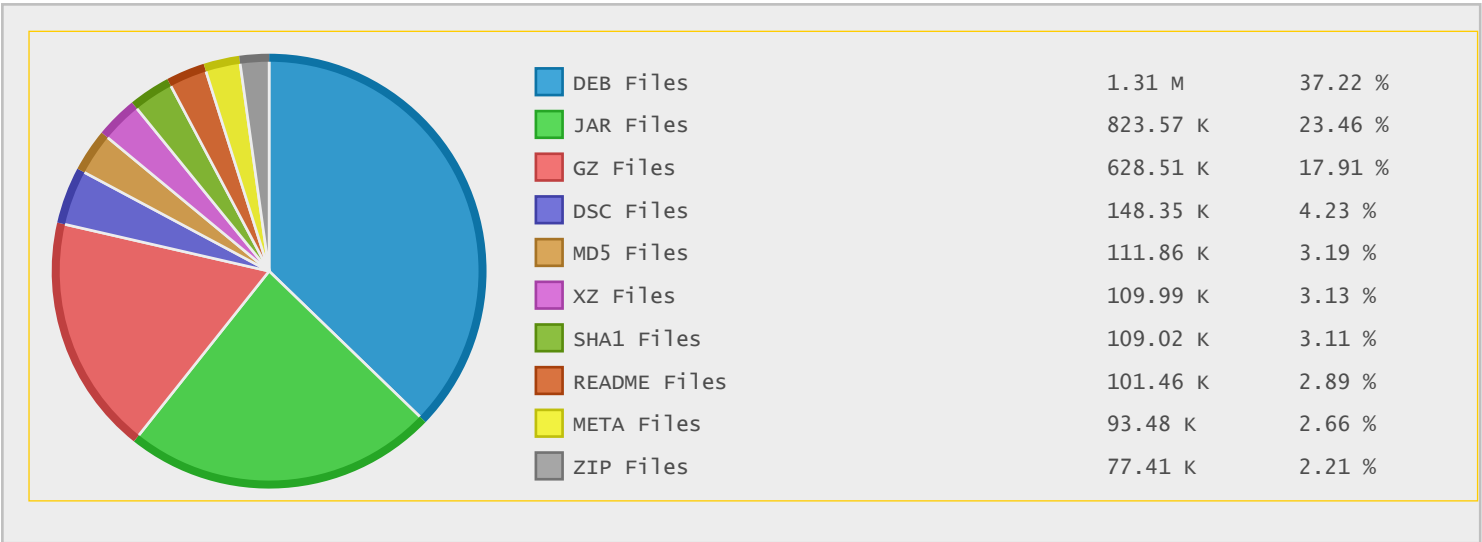 DEB Files 1.31 M 37.22 %
JAR Files 823.57 K 23.46 %
GZ Files 628.51 K 17.91 %
DSC Files 148.35 K 4.23 %
MD5 Files 111.86 K 3.19 %
XZ Files 109.99 K 3.13 %
SHA1 Files 109.02 K 3.11 %
README Files 101.46 K 2.89 %
META Files 93.48 K 2.66 %
ZIP Files 77.41 K 2.21 %